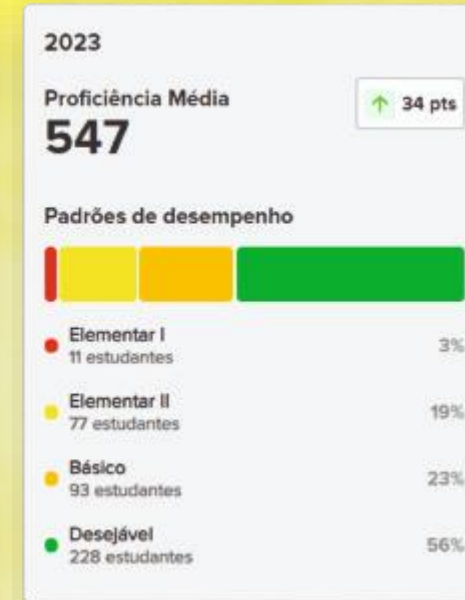 2023
Proficiência Média
34 pts
547
Padrões de desempenho
Elementar I
11 estudantes
3%
Elementar II
77 estudantes
19%
Básico
93 estudantes
23%
Desejável
228 estudantes
56%